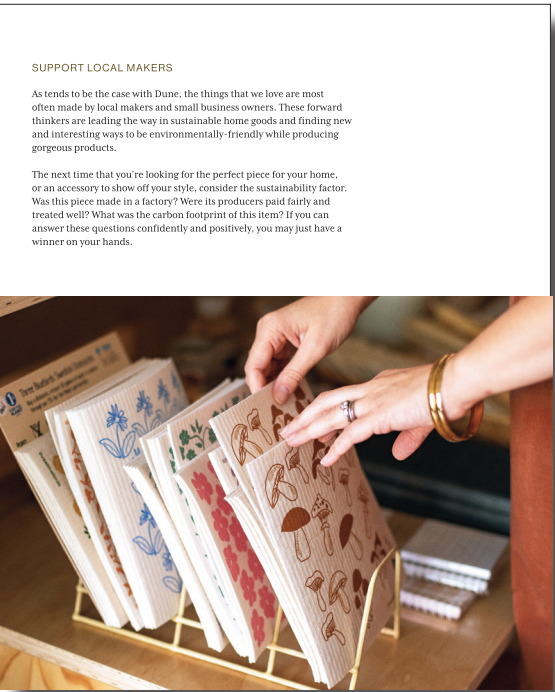 SUPPORT LOCAL MAKERS
As tends to be the case with Dune, the things that we love are most
often made by local makers and small business owners. These forward
thinkers are leading the way in sustainable home goods and finding new
and interesting ways to be environmentally-friendly while producing
gorgeous products.
The next time that you're looking for the perfect piece for your home,
or an accessory to show off your style, consider the sustainability factor.
Was this piece made in a factory? Were its producers paid fairly and
treated well? What was the carbon footprint of this item? If you can
answer these questions confidently and positively, you may just have a
winner on your hands.
Three Bluebirds Swedish Dishcloths